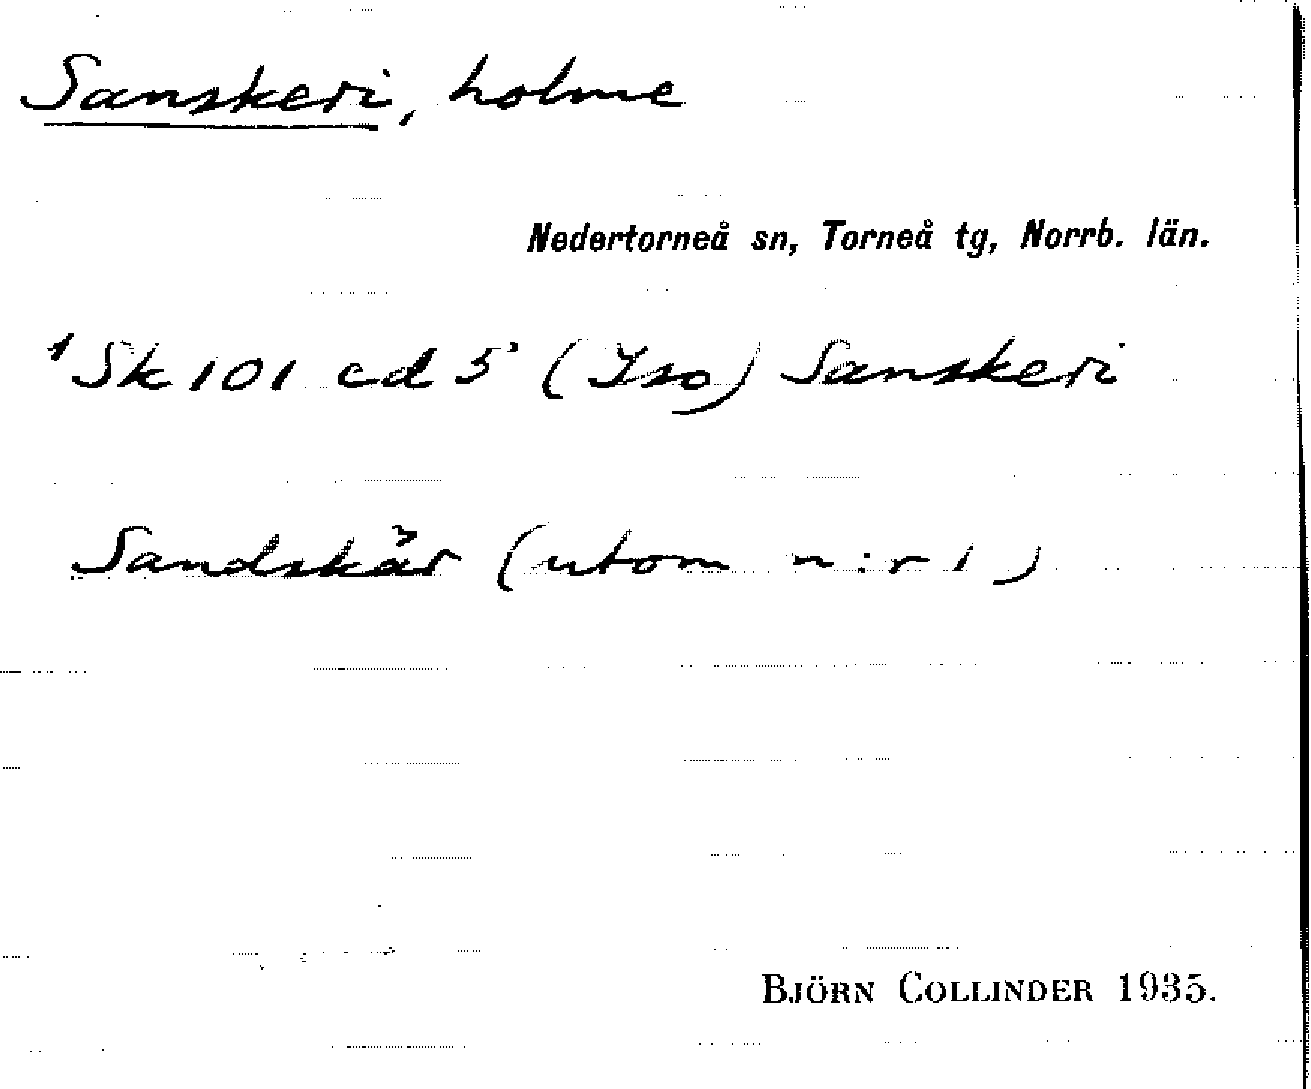 Sanskeri, holme
Nedertorneå sn, Torneå tg, Norrb. län.
¹Sk 101 cd 5' (Iso) Sanskeri
Sandskär (utom n:r 1)
BJÖRN COLLINDER 1935.